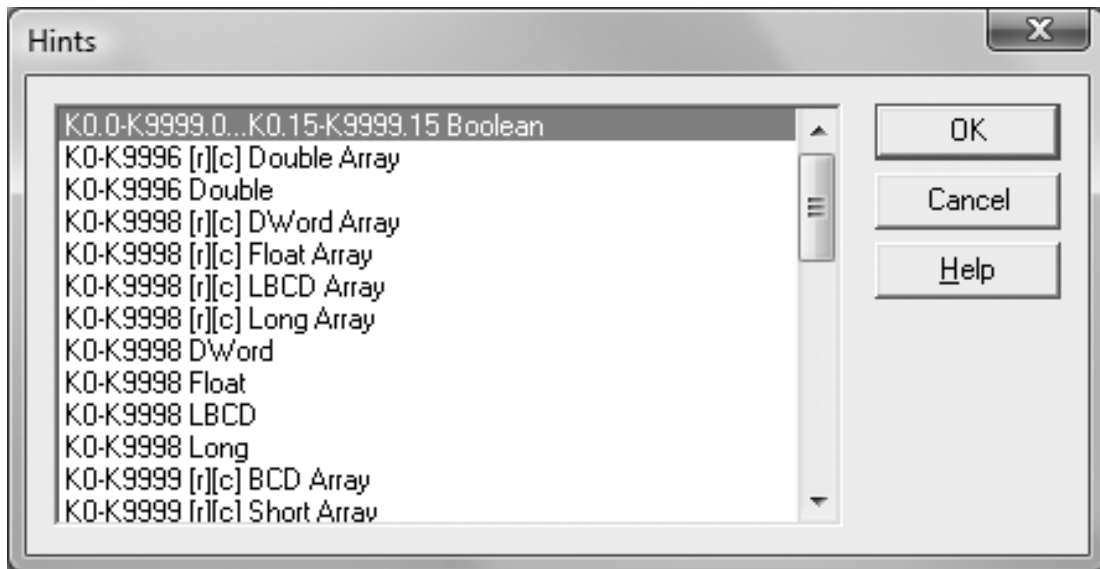 Hints
K0.0-K9999.0...K0.15-K9999.15 Boolean
K0-K9996 [r][c] Double Array
K0-K9996 Double
K0-K9998 [r][c] DWord Array
K0-K9998 [r][c] Float Array
K0-K9998 [r][c] LBCD Array
K0-K9998 [r][c] Long Array
K0-K9998 DWord
K0-K9998 Float
K0-K9998 LBCD
K0-K9998 Long
K0-K9999 [r][c] BCD Array
K0-K9999 [r][c] Short Array
OK
Cancel
Help